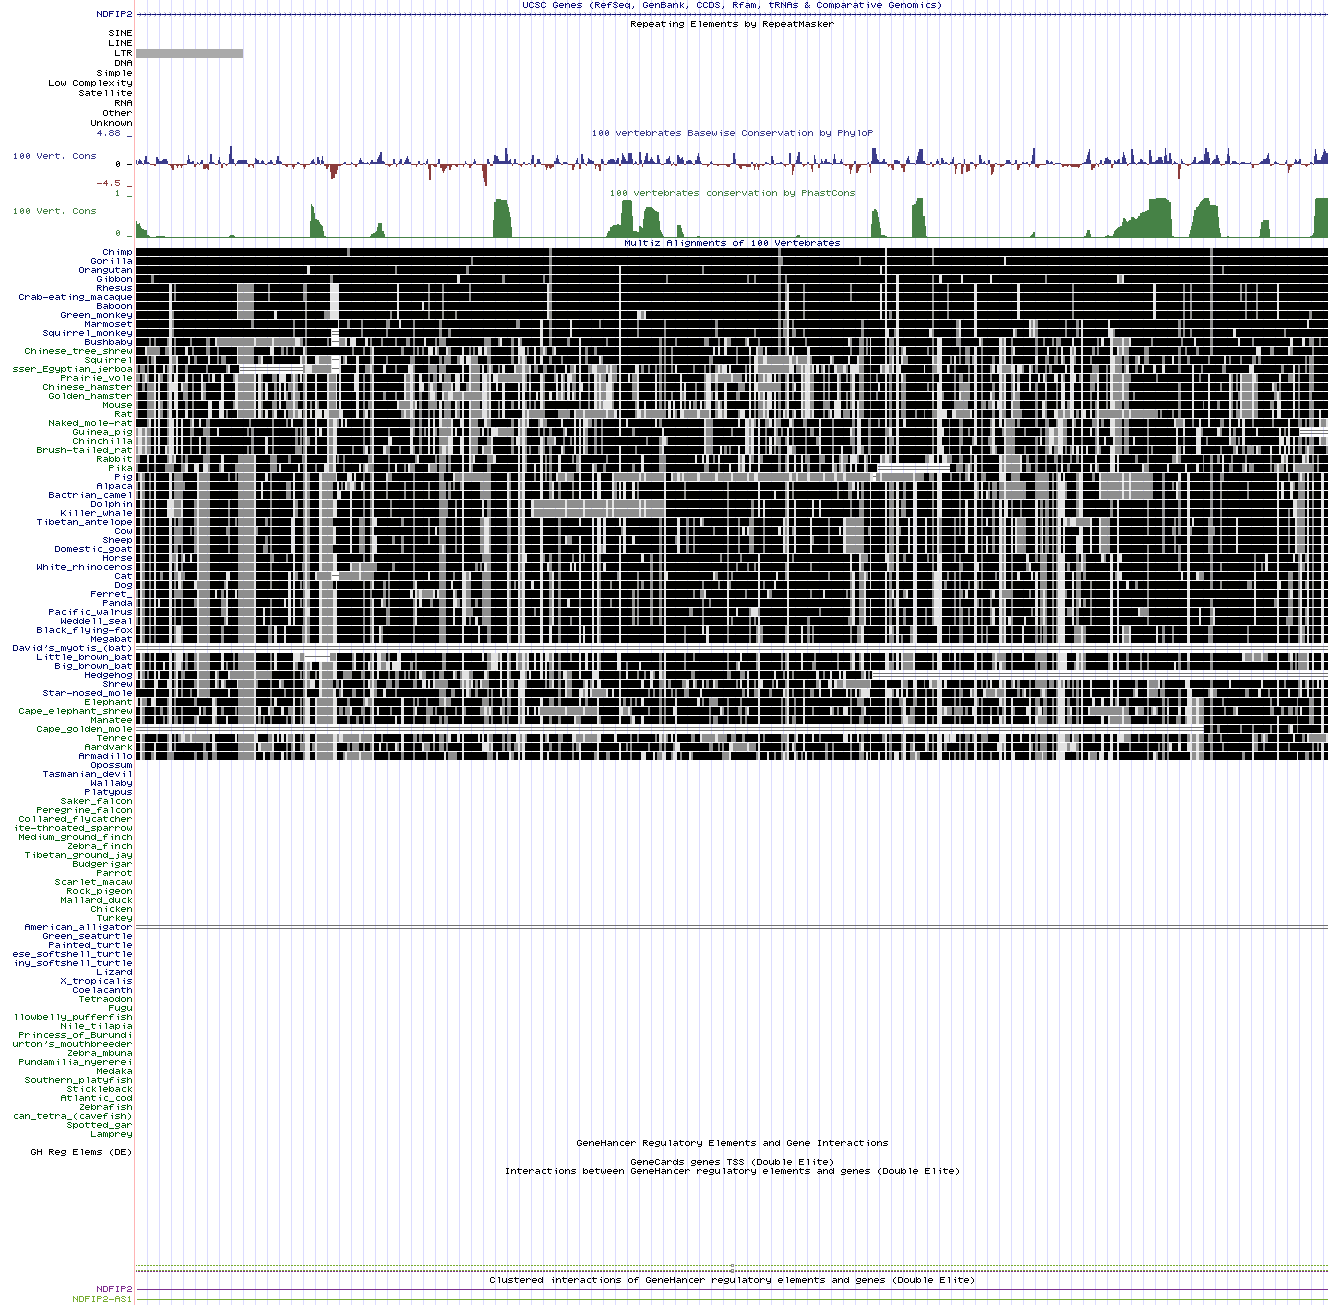 UCSC Genes (RefSeq, GenBank, CCDS, Rfam, tRNAs & Comparative Genomics)
NDFIP2
Repeating Elements by RepeatMasker
SINE
LINE
LTR
DNA
Simple
Low Complexity
Satellite
RNA
Other
Unknown
4.88 _
100 vertebrates Basewise Conservation by PhyloP
100 Vert. Cons
0 -
-4.5 _
100 vertebrates conservation by PhastCons
1 _
100 Vert. Cons
0 _
Multiz Alignments of 100 Vertebrates
Chimp
Gorilla
Orangutan
Gibbon
Rhesus
Crab-eating_macaque
Baboon
Green_monkey
Marmoset
Squirrel_monkey
Bushbaby
Chinese_tree_shrew
Squirrel
sser_Egyptian_jerboa
Prairie_vole
Chinese_hamster
Golden_hamster
Mouse
Rat
Naked_mole-rat
Guinea_pig
Chinchilla
Brush-tailed_rat
Rabbit
Pika
Pig
Alpaca
Bactrian_camel
Dolphin
Killer_whale
Tibetan_antelope
Cow
Sheep
Domestic_goat
Horse
White_rhinoceros
Cat
Dog
Ferret_
Panda
Pacific_walrus
Weddell_seal
Black_flying-fox
Megabat
David's_myotis_(bat)
Little_brown_bat
Big_brown_bat
Hedgehog
Shrew
Star-nosed_mole
Elephant
Cape_elephant_shrew
Manatee
Cape_golden_mole
Tenrec
Aardvark
Armadillo
Opossum
Tasmanian_devil
Wallaby
Platypus
Saker_falcon
Peregrine_falcon
Collared_flycatcher
ite-throated_sparrow
Medium_ground_finch
Zebra_finch
Tibetan_ground_jay
Budgerigar
Parrot
Scarlet_macaw
Rock_pigeon
Mallard_duck
Chicken
Turkey
American_alligator
Green_seaturtle
Painted_turtle
ese_softshell_turtle
iny_softshell_turtle
Lizard
X_tropicalis
Coelacanth
Tetraodon
Fugu
llowbelly_pufferfish
Nile_tilapia
Princess_of_Burundi
urton's_mouthbreeder
Zebra_mbuna
Pundamilia_nyererei
Medaka
Southern_platyfish
Stickleback
Atlantic_cod
Zebrafish
can_tetra_(cavefish)
Spotted_gar
Lamprey
GeneHancer Regulatory Elements and Gene Interactions
GH Reg Elems (DE)
GeneCards genes TSS (Double Elite)
Interactions between GeneHancer regulatory elements and genes (Double Elite)
Clustered interactions of GeneHancer regulatory elements and genes (Double Elite)
NDFIP2
NDFIP2-AS1